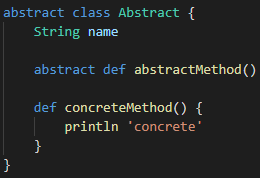 abstract class Abstract {
String name
abstract def abstractMethod()
def concreteMethod() {
println 'concrete'
}
}